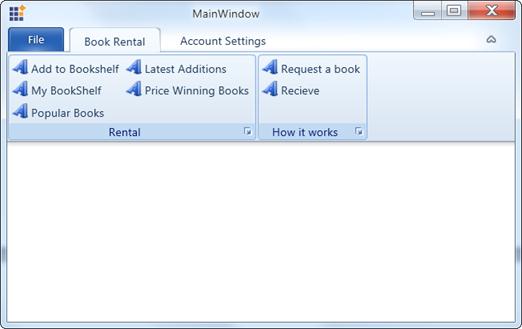 MainWindow
File Book Rental Account Settings
Add to Bookshelf Latest Additions Request a book
My BookShelf Price Winning Books Recieve
Popular Books
Rental How it works